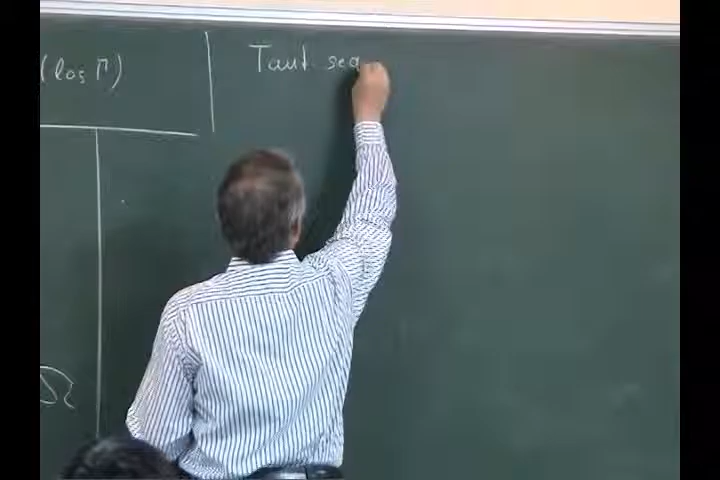 (log Γ)
Taut seq
Ω